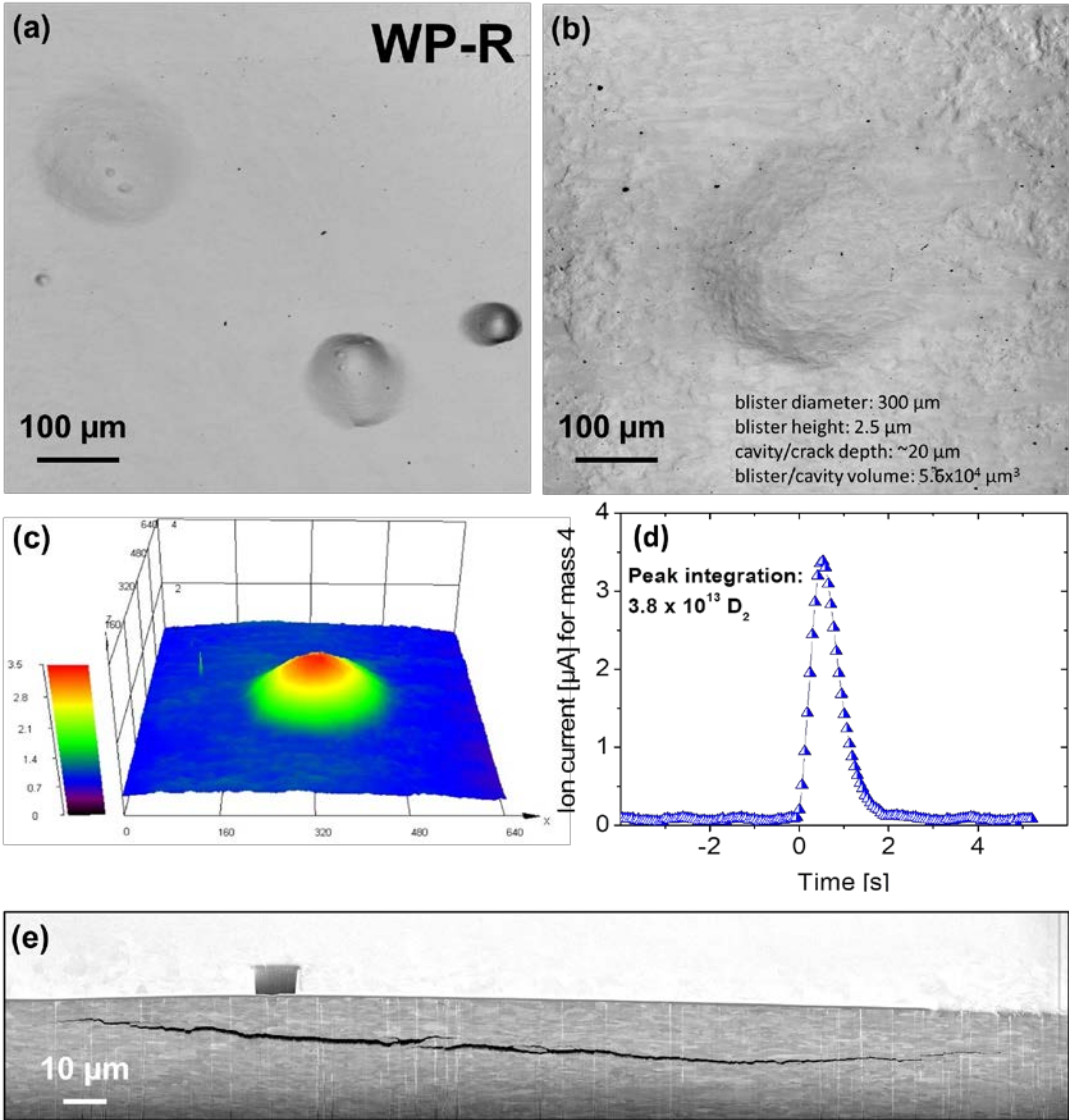 (a)
WP-R
100 µm
(b)
blister diameter: 300 µm
blister height: 2.5 µm
cavity/crack depth: ~20 µm
blister/cavity volume: 5.6x10⁴ µm³
100 µm
(c)
640
480
320
160
4
2
3.5
2.8
2.1
1.4
0.7
0
0
160
320
480
640
X
(d)
Peak integration:
3.8 x 10¹³ D₂
Ion current [µA] for mass 4
4
3
2
1
0
-2
0
2
4
Time [s]
(e)
10 µm